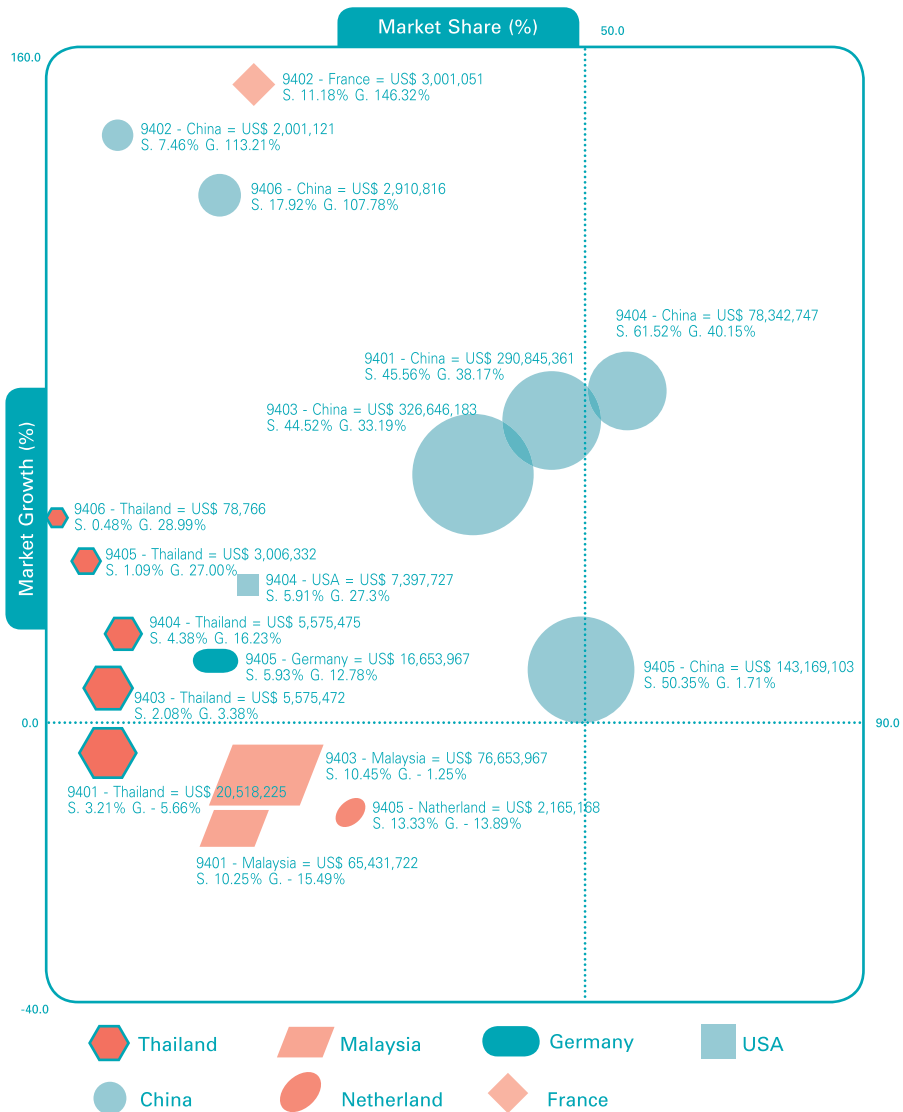 Market Share (%)
50.0
160.0
9402 - France = US$ 3,001,051
S. 11.18% G. 146.32%
9402 - China = US$ 2,001,121
S. 7.46% G. 113.21%
9406 - China = US$ 2,910,816
S. 17.92% G. 107.78%
9404 - China = US$ 78,342,747
S. 61.52% G. 40.15%
9401 - China = US$ 290,845,361
S. 45.56% G. 38.17%
9403 - China = US$ 326,646,183
S. 44.52% G. 33.19%
Market Growth (%)
9406 - Thailand = US$ 78,766
S. 0.48% G. 28.99%
9405 - Thailand = US$ 3,006,332
S. 1.09% G. 27.00%
9404 - USA = US$ 7,397,727
S. 5.91% G. 27.3%
9404 - Thailand = US$ 5,575,475
S. 4.38% G. 16.23%
9405 - Germany = US$ 16,653,967
S. 5.93% G. 12.78%
9405 - China = US$ 143,169,103
S. 50.35% G. 1.71%
9403 - Thailand = US$ 5,575,472
S. 2.08% G. 3.38%
0.0
90.0
9403 - Malaysia = US$ 76,653,967
S. 10.45% G. - 1.25%
9401 - Thailand = US$ 20,518,225
S. 3.21% G. - 5.66%
9405 - Natherland = US$ 2,165,168
S. 13.33% G. - 13.89%
9401 - Malaysia = US$ 65,431,722
S. 10.25% G. - 15.49%
-40.0
Thailand
Malaysia
Germany
USA
China
Netherland
France